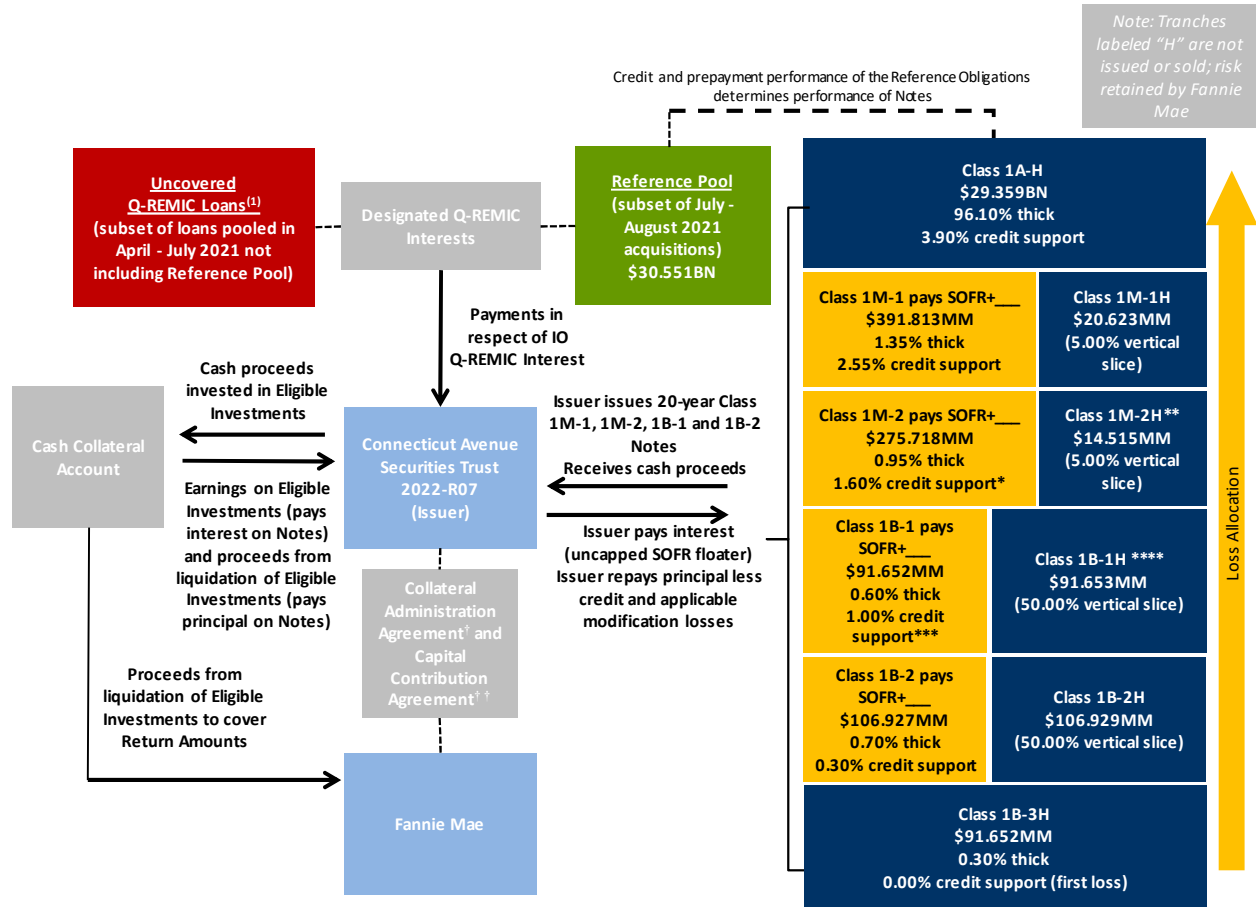 Note: Tranches
labeled “H” are not
issued or sold; risk
retained by Fannie
Mae
Credit and prepayment performance of the Reference Obligations
determines performance of Notes
Uncovered
Q-REMIC Loans(1)
(subset of loans pooled in
April - July 2021 not
including Reference Pool)
Designated Q-REMIC
Interests
Reference Pool
(subset of July -
August 2021
acquisitions)
$30.551BN
Payments in
respect of IO
Q-REMIC Interest
Cash proceeds
invested in Eligible
Investments
Cash Collateral
Account
Earnings on Eligible
Investments (pays
interest on Notes)
and proceeds from
liquidation of Eligible
Investments (pays
principal on Notes)
Connecticut Avenue
Securities Trust
2022-R07
(Issuer)
Issuer issues 20-year Class
1M-1, 1M-2, 1B-1 and 1B-2
Notes
Receives cash proceeds
Issuer pays interest
(uncapped SOFR floater)
Issuer repays principal less
credit and applicable
modification losses
Collateral
Administration
Agreement† and
Capital
Contribution
Agreement† †
Proceeds from
liquidation of Eligible
Investments to cover
Return Amounts
Fannie Mae
Class 1A-H
$29.359BN
96.10% thick
3.90% credit support
Class 1M-1 pays SOFR+___
$391.813MM
1.35% thick
2.55% credit support
Class 1M-1H
$20.623MM
(5.00% vertical
slice)
Class 1M-2 pays SOFR+___
$275.718MM
0.95% thick
1.60% credit support*
Class 1M-2H**
$14.515MM
(5.00% vertical
slice)
Class 1B-1 pays
SOFR+___
$91.652MM
0.60% thick
1.00% credit
support***
Class 1B-1H ****
$91.653MM
(50.00% vertical slice)
Class 1B-2 pays
SOFR+___
$106.927MM
0.70% thick
0.30% credit support
Class 1B-2H
$106.929MM
(50.00% vertical slice)
Class 1B-3H
$91.652MM
0.30% thick
0.00% credit support (first loss)
Loss Allocation